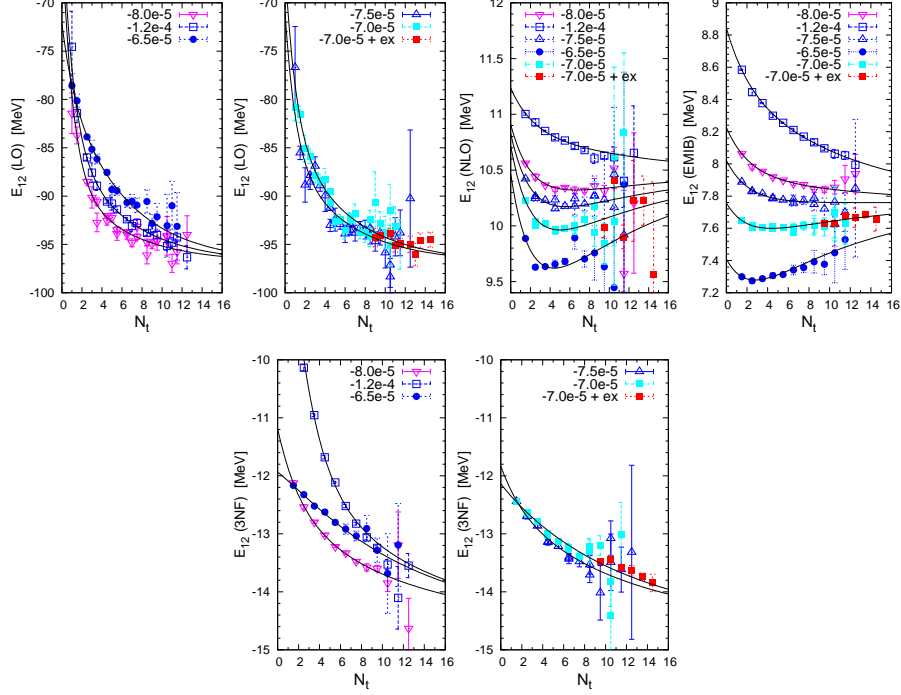 E12 (LO) [MeV]
-70
-75
-80
-85
-90
-95
-100
0 2 4 6 8 10 12 14 16
Nt
-8.0e-5
-1.2e-4
-6.5e-5
E12 (LO) [MeV]
-70
-75
-80
-85
-90
-95
-100
0 2 4 6 8 10 12 14 16
Nt
-7.5e-5
-7.0e-5
-7.0e-5 + ex
E12 (NLO) [MeV]
12
11.5
11
10.5
10
9.5
0 2 4 6 8 10 12 14 16
Nt
-8.0e-5
-1.2e-4
-7.5e-5
-6.5e-5
-7.0e-5
-7.0e-5 + ex
E12 (EMIB) [MeV]
9
8.8
8.6
8.4
8.2
8
7.8
7.6
7.4
7.2
0 2 4 6 8 10 12 14 16
Nt
-8.0e-5
-1.2e-4
-7.5e-5
-6.5e-5
-7.0e-5
-7.0e-5 + ex
E12 (3NF) [MeV]
-10
-11
-12
-13
-14
-15
0 2 4 6 8 10 12 14 16
Nt
-8.0e-5
-1.2e-4
-6.5e-5
E12 (3NF) [MeV]
-10
-11
-12
-13
-14
-15
0 2 4 6 8 10 12 14 16
Nt
-7.5e-5
-7.0e-5
-7.0e-5 + ex